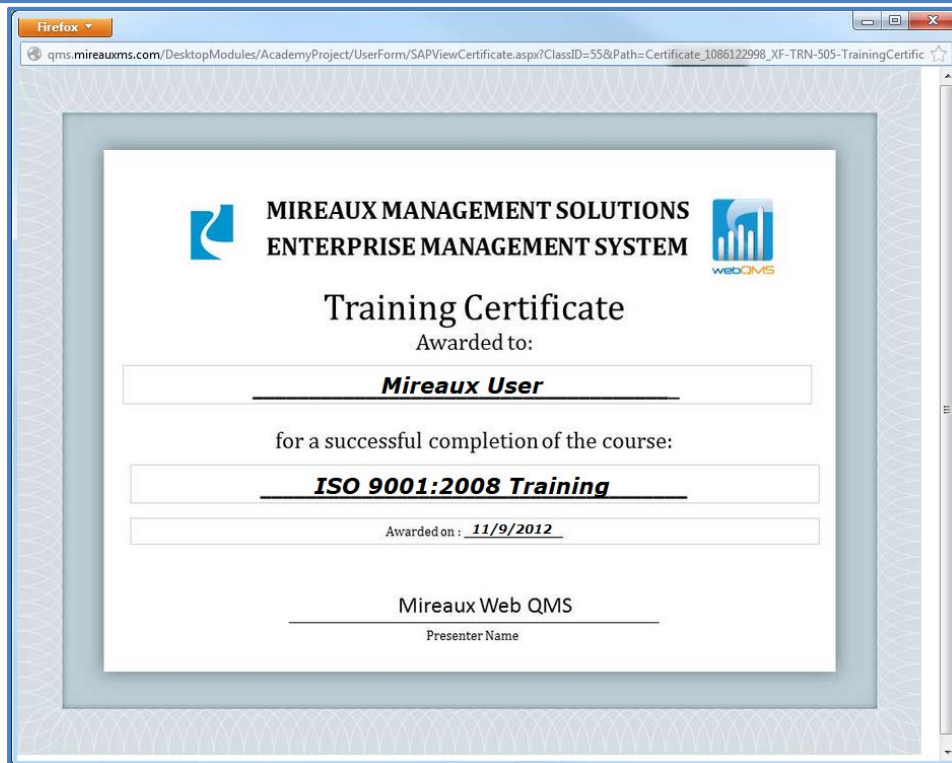 Firefox
qms.mireauxms.com/DesktopModules/AcademyProject/UserForm/SAPViewCertificate.aspx?ClassID=55&Path=Certificate_1086122998_XF-TRN-505-TrainingCertific
MIREAUX MANAGEMENT SOLUTIONS
ENTERPRISE MANAGEMENT SYSTEM
webQMS
Training Certificate
Awarded to:
Mireaux User
for a successful completion of the course:
ISO 9001:2008 Training
Awarded on : 11/9/2012
Mireaux Web QMS
Presenter Name